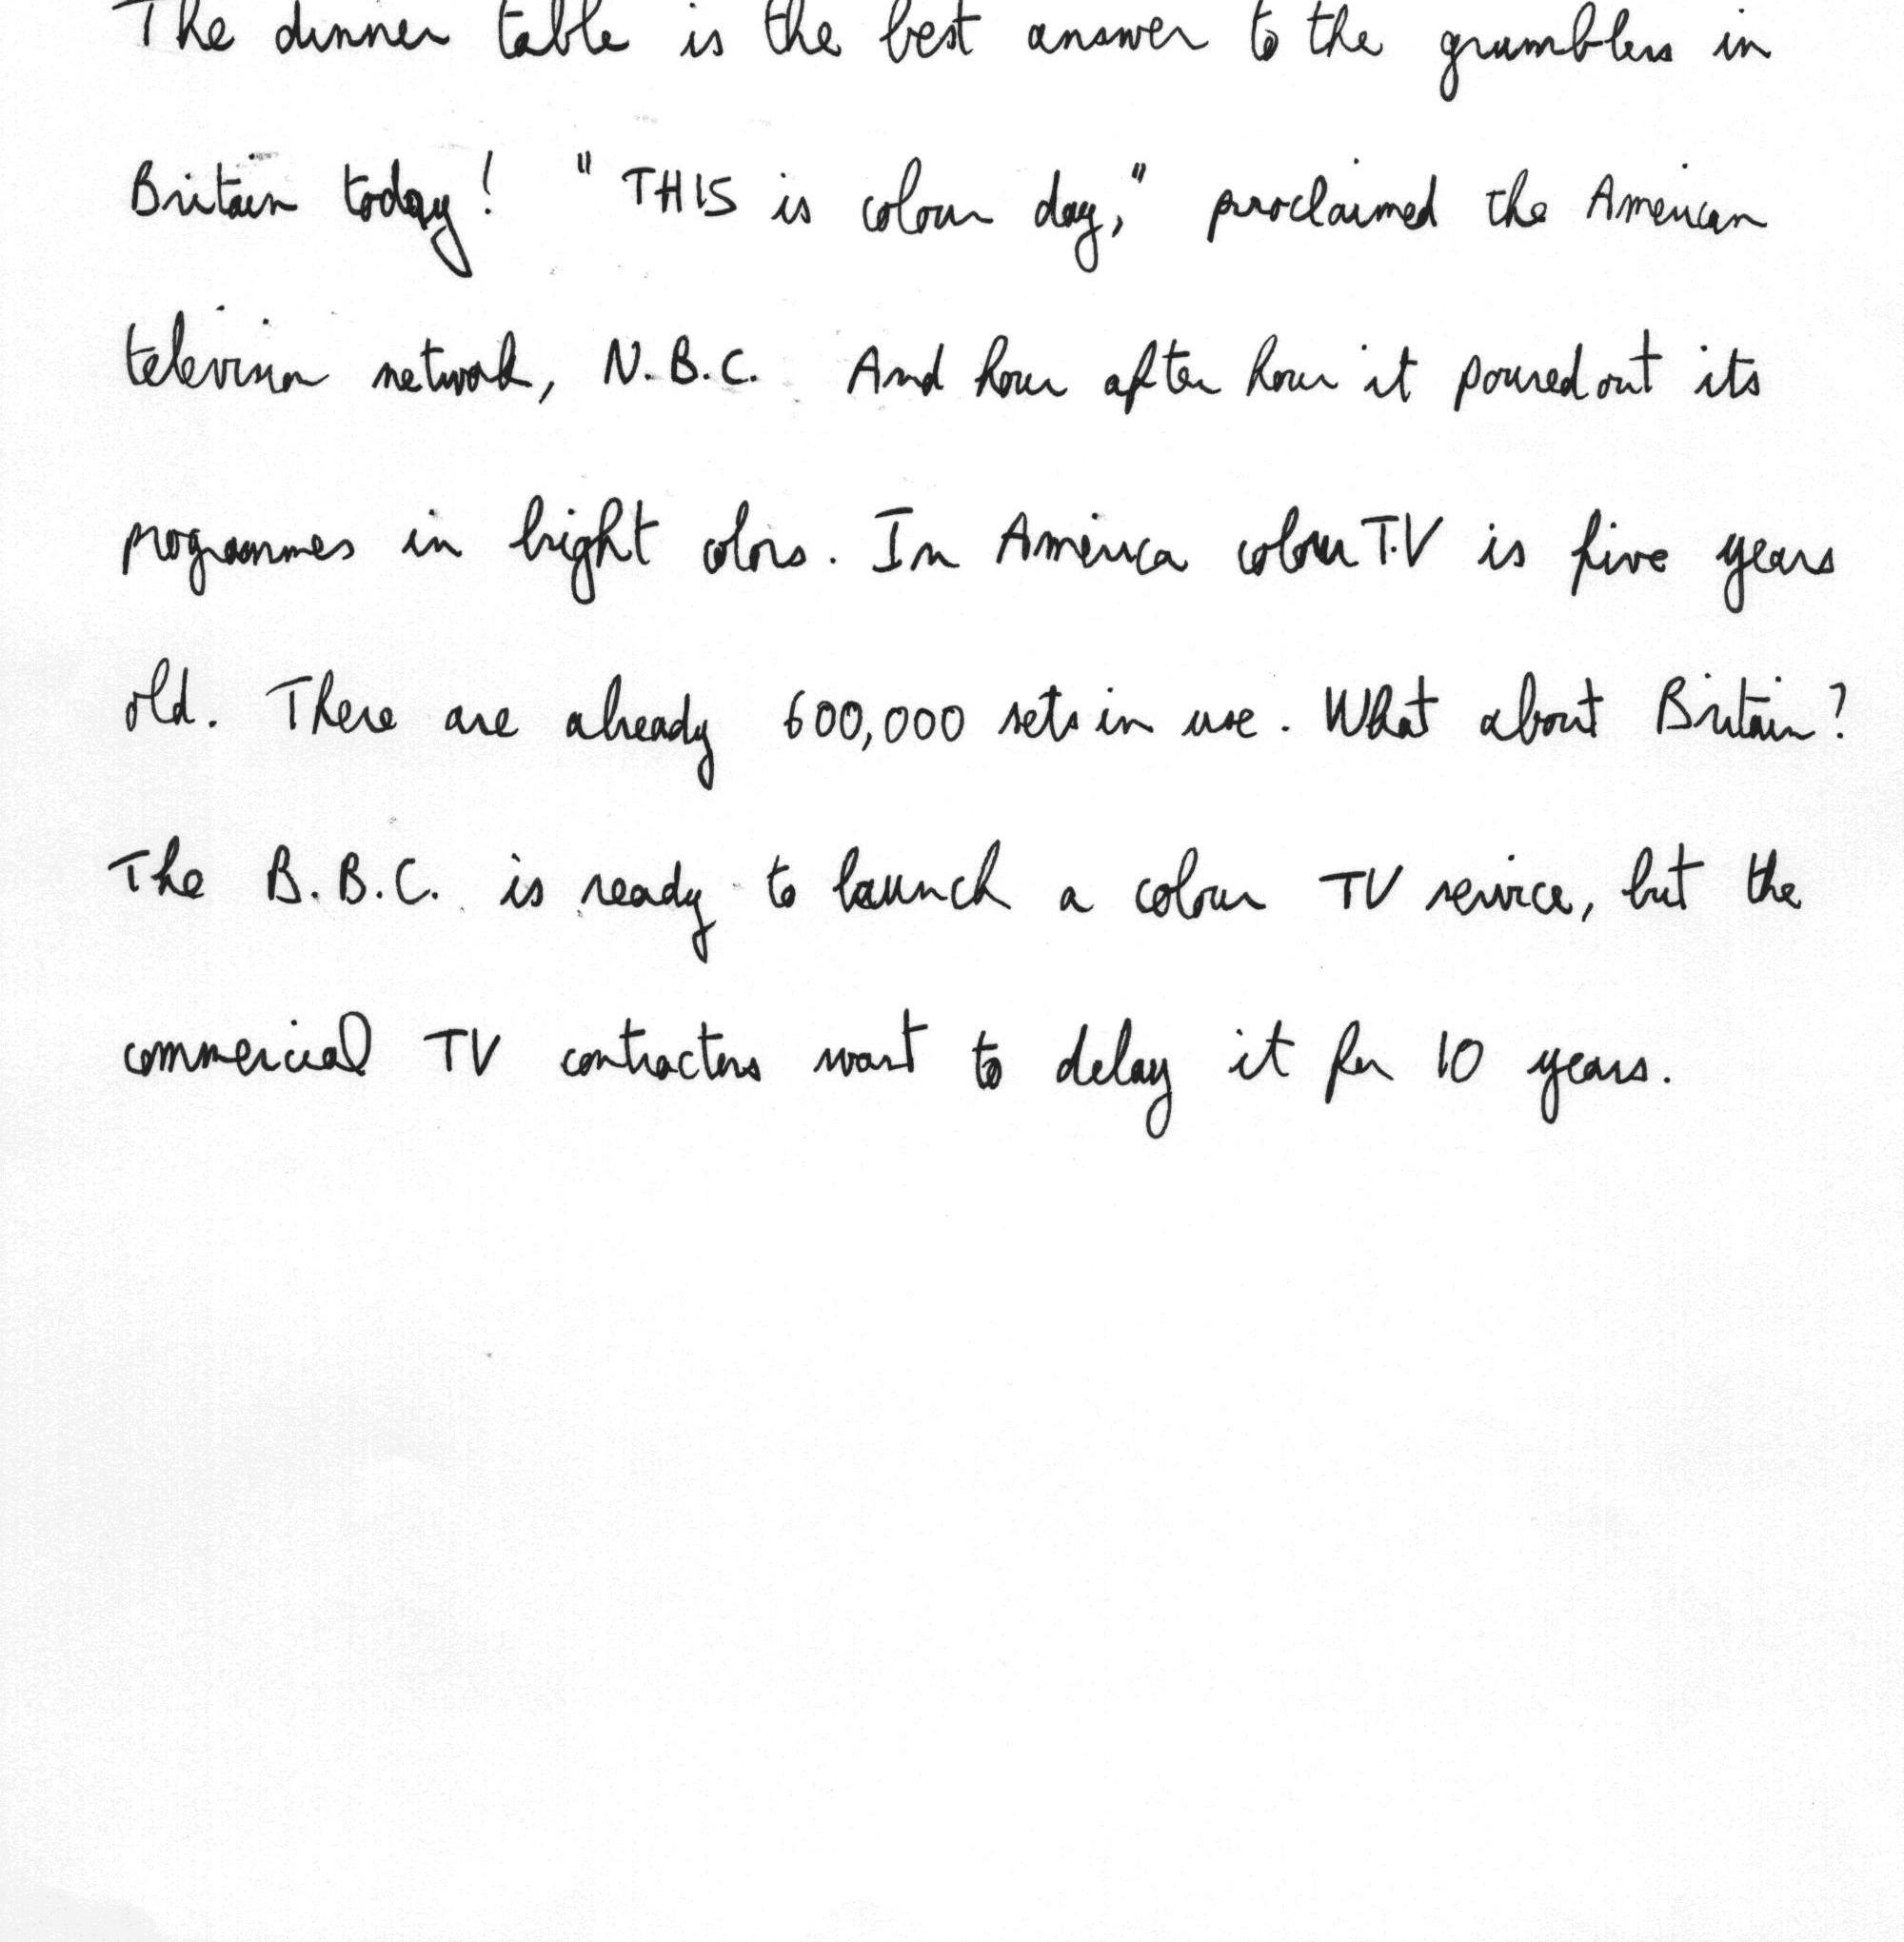 The dinner table is the best answer to the grumblers in
Britain today! "THIS is colour day," proclaimed the American
television network, N.B.C. And hour after hour it poured out its
programmes in bright colors. In America colour T.V is five years
old. There are already 600,000 sets in use. What about Britain?
The B.B.C. is ready to launch a colour TV service, but the
commercial TV contractors want to delay it for 10 years.